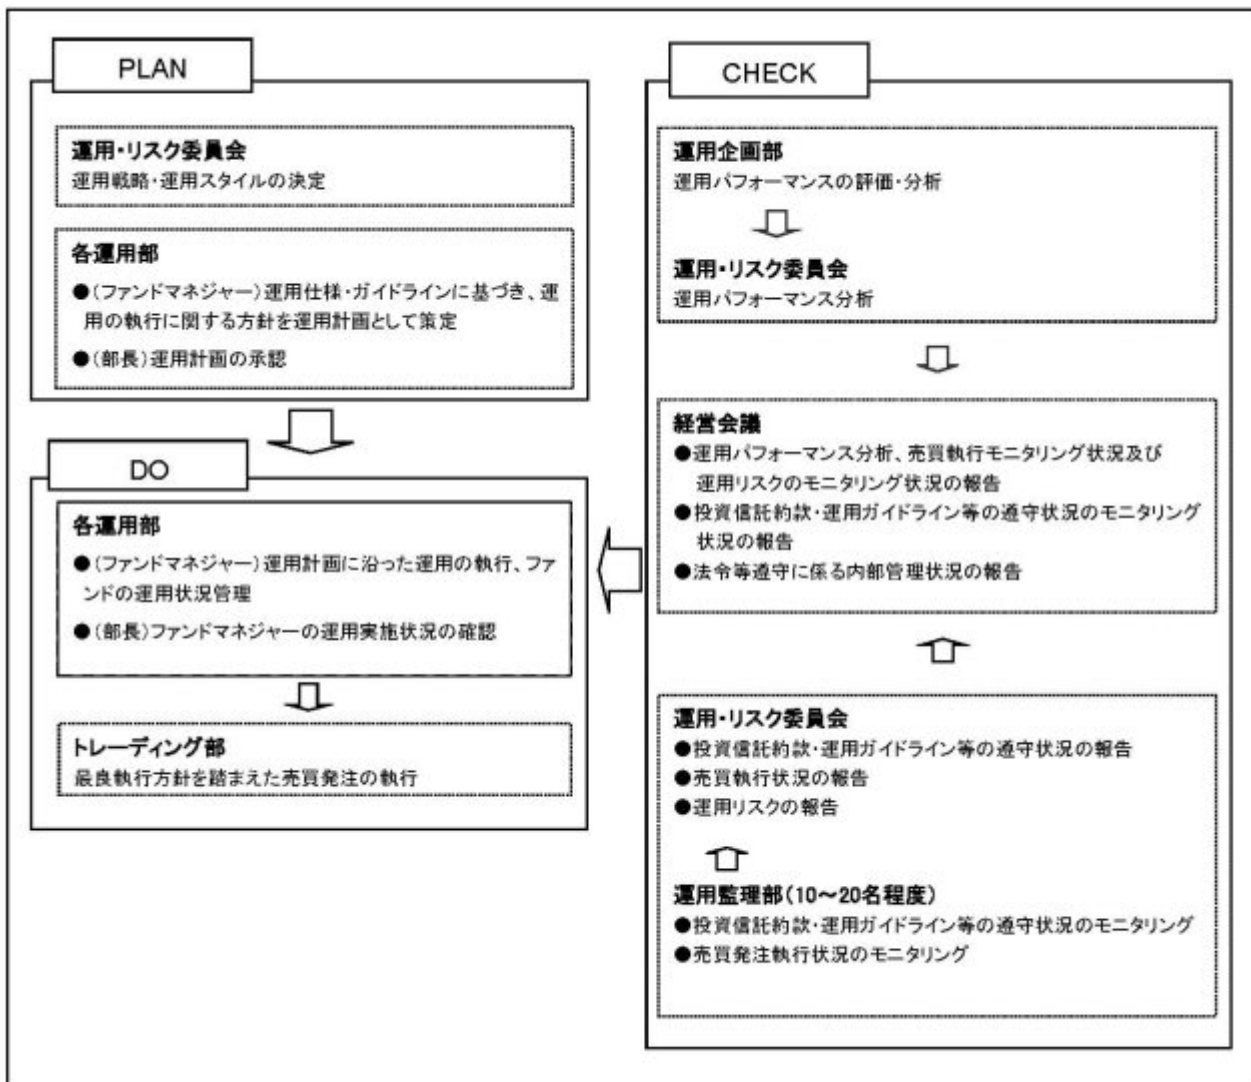 PLAN
運用・リスク委員会
運用戦略・運用スタイルの決定
各運用部
●(ファンドマネジャー)運用仕様・ガイドラインに基づき、運
用の執行に関する方針を運用計画として策定
●(部長)運用計画の承認
DO
各運用部
●(ファンドマネジャー)運用計画に沿った運用の執行、ファ
ンドの運用状況管理
●(部長)ファンドマネジャーの運用実施状況の確認
トレーディング部
最良執行方針を踏まえた売買発注の執行
CHECK
運用企画部
運用パフォーマンスの評価・分析
運用・リスク委員会
運用パフォーマンス分析
経営会議
●運用パフォーマンス分析、売買執行モニタリング状況及び
運用リスクのモニタリング状況の報告
●投資信託約款・運用ガイドライン等の遵守状況のモニタリング
状況の報告
●法令等遵守に係る内部管理状況の報告
運用・リスク委員会
●投資信託約款・運用ガイドライン等の遵守状況の報告
●売買執行状況の報告
●運用リスクの報告
運用監理部(10〜20名程度)
●投資信託約款・運用ガイドライン等の遵守状況のモニタリング
●売買発注執行状況のモニタリング